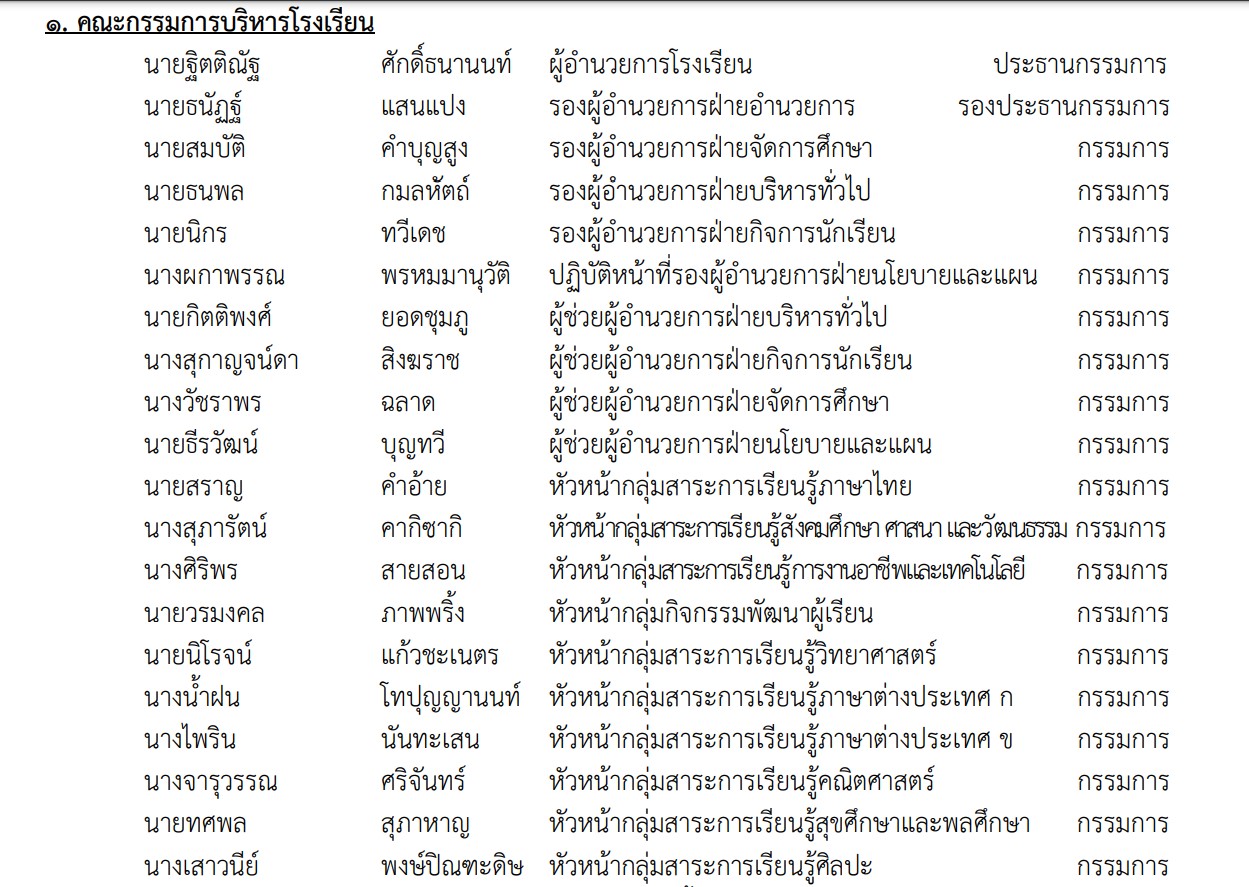 ๑. คณะกรรมการบริหารโรงเรียน
นายฐิตติณัฐ ศักดิ์ธนานนท์ ผู้อำนวยการโรงเรียน ประธานกรรมการ
นายธนัฏฐ์ แสนแปง รองผู้อำนวยการฝ่ายอำนวยการ รองประธานกรรมการ
นายสมบัติ คำบุญสูง รองผู้อำนวยการฝ่ายจัดการศึกษา กรรมการ
นายธนพล กมลหัตถ์ รองผู้อำนวยการฝ่ายบริหารทั่วไป กรรมการ
นายนิกร ทวีเดช รองผู้อำนวยการฝ่ายกิจการนักเรียน กรรมการ
นางผกาพรรณ พรหมมานุวัติ ปฏิบัติหน้าที่รองผู้อำนวยการฝ่ายนโยบายและแผน กรรมการ
นายกิตติพงศ์ ยอดชุมภู ผู้ช่วยผู้อำนวยการฝ่ายบริหารทั่วไป กรรมการ
นางสุกาญจน์ดา สิงฆราช ผู้ช่วยผู้อำนวยการฝ่ายกิจการนักเรียน กรรมการ
นางวัชราพร ฉลาด ผู้ช่วยผู้อำนวยการฝ่ายจัดการศึกษา กรรมการ
นายธีรวัฒน์ บุญทวี ผู้ช่วยผู้อำนวยการฝ่ายนโยบายและแผน กรรมการ
นายสราญ คำอ้าย หัวหน้ากลุ่มสาระการเรียนรู้ภาษาไทย กรรมการ
นางสุภารัตน์ คากิซากิ หัวหน้ากลุ่มสาระการเรียนรู้สังคมศึกษา ศาสนา และวัฒนธรรม กรรมการ
นางศิริพร สายสอน หัวหน้ากลุ่มสาระการเรียนรู้การงานอาชีพและเทคโนโลยี กรรมการ
นายวรมงคล ภาพพริ้ง หัวหน้ากลุ่มกิจกรรมพัฒนาผู้เรียน กรรมการ
นายนิโรจน์ แก้วชะเนตร หัวหน้ากลุ่มสาระการเรียนรู้วิทยาศาสตร์ กรรมการ
นางน้ำฝน โทปุญญานนท์ หัวหน้ากลุ่มสาระการเรียนรู้ภาษาต่างประเทศ ก กรรมการ
นางไพริน นันทะเสน หัวหน้ากลุ่มสาระการเรียนรู้ภาษาต่างประเทศ ข กรรมการ
นางจารุวรรณ ศริจันทร์ หัวหน้ากลุ่มสาระการเรียนรู้คณิตศาสตร์ กรรมการ
นายทศพล สุภาหาญ หัวหน้ากลุ่มสาระการเรียนรู้สุขศึกษาและพลศึกษา กรรมการ
นางเสาวนีย์ พงษ์ปิณฑะดิษ หัวหน้ากลุ่มสาระการเรียนรู้ศิลปะ กรรมการ